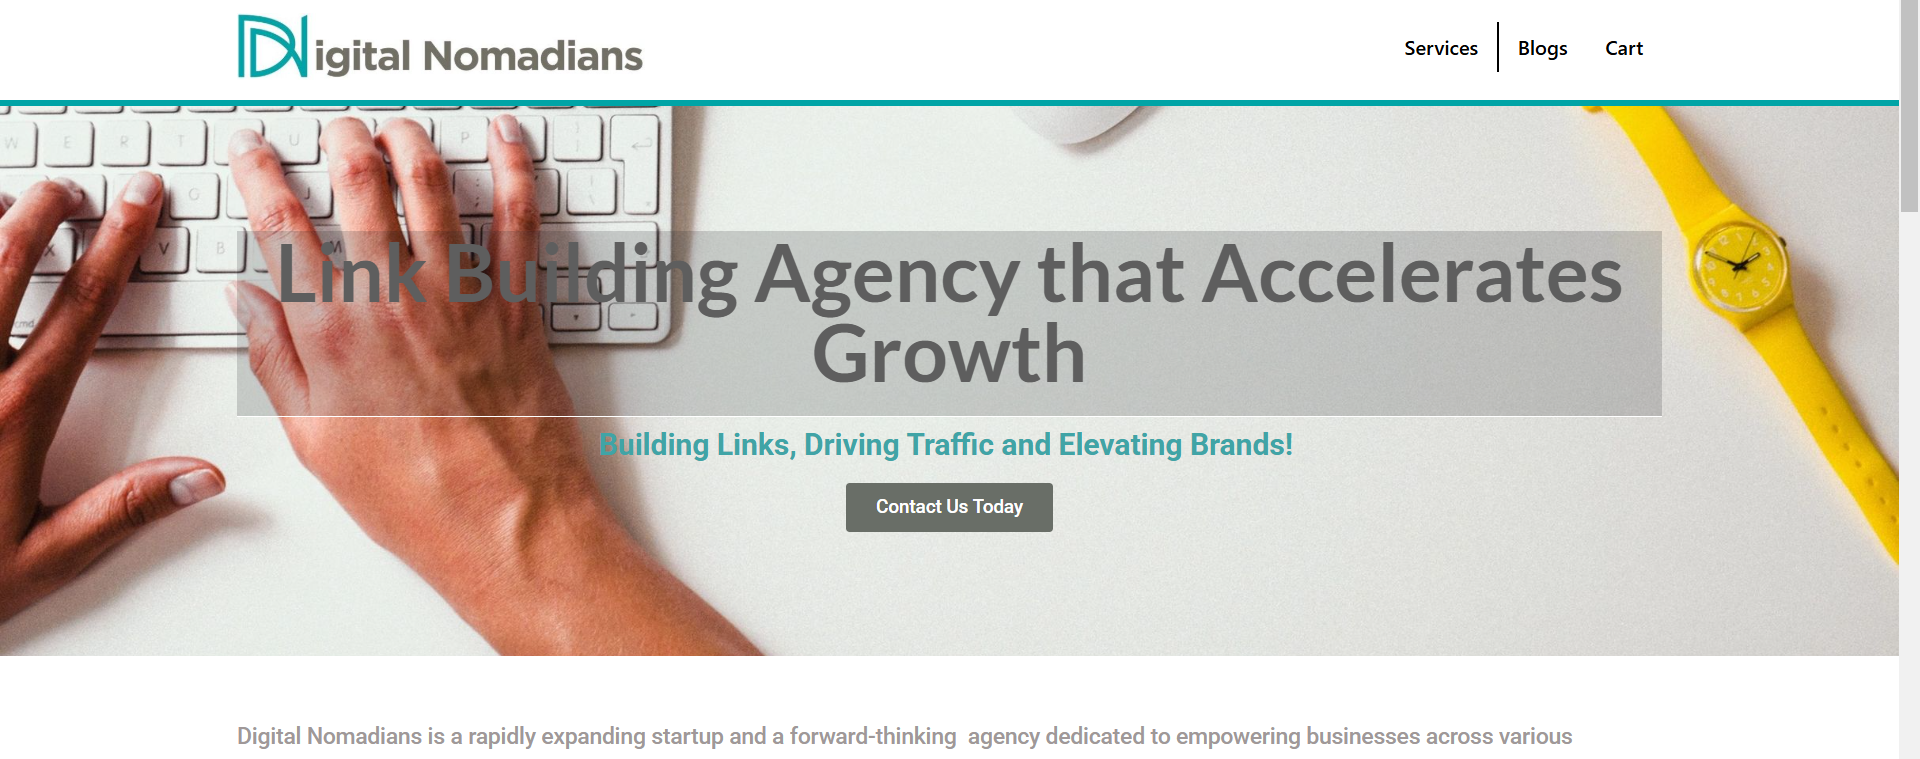 Digital Nomadians
Services
Blogs
Cart
Link Building Agency that Accelerates
Growth
Building Links, Driving Traffic and Elevating Brands!
Contact Us Today
Digital Nomadians is a rapidly expanding startup and a forward-thinking  agency dedicated to empowering businesses across various